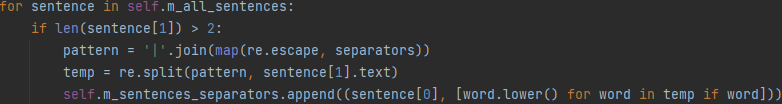 for sentence in self.m_all_sentences:
    if len(sentence[1]) > 2:
        pattern = '|'.join(map(re.escape, separators))
        temp = re.split(pattern, sentence[1].text)
        self.m_sentences_separators.append((sentence[0], [word.lower() for word in temp if word]))